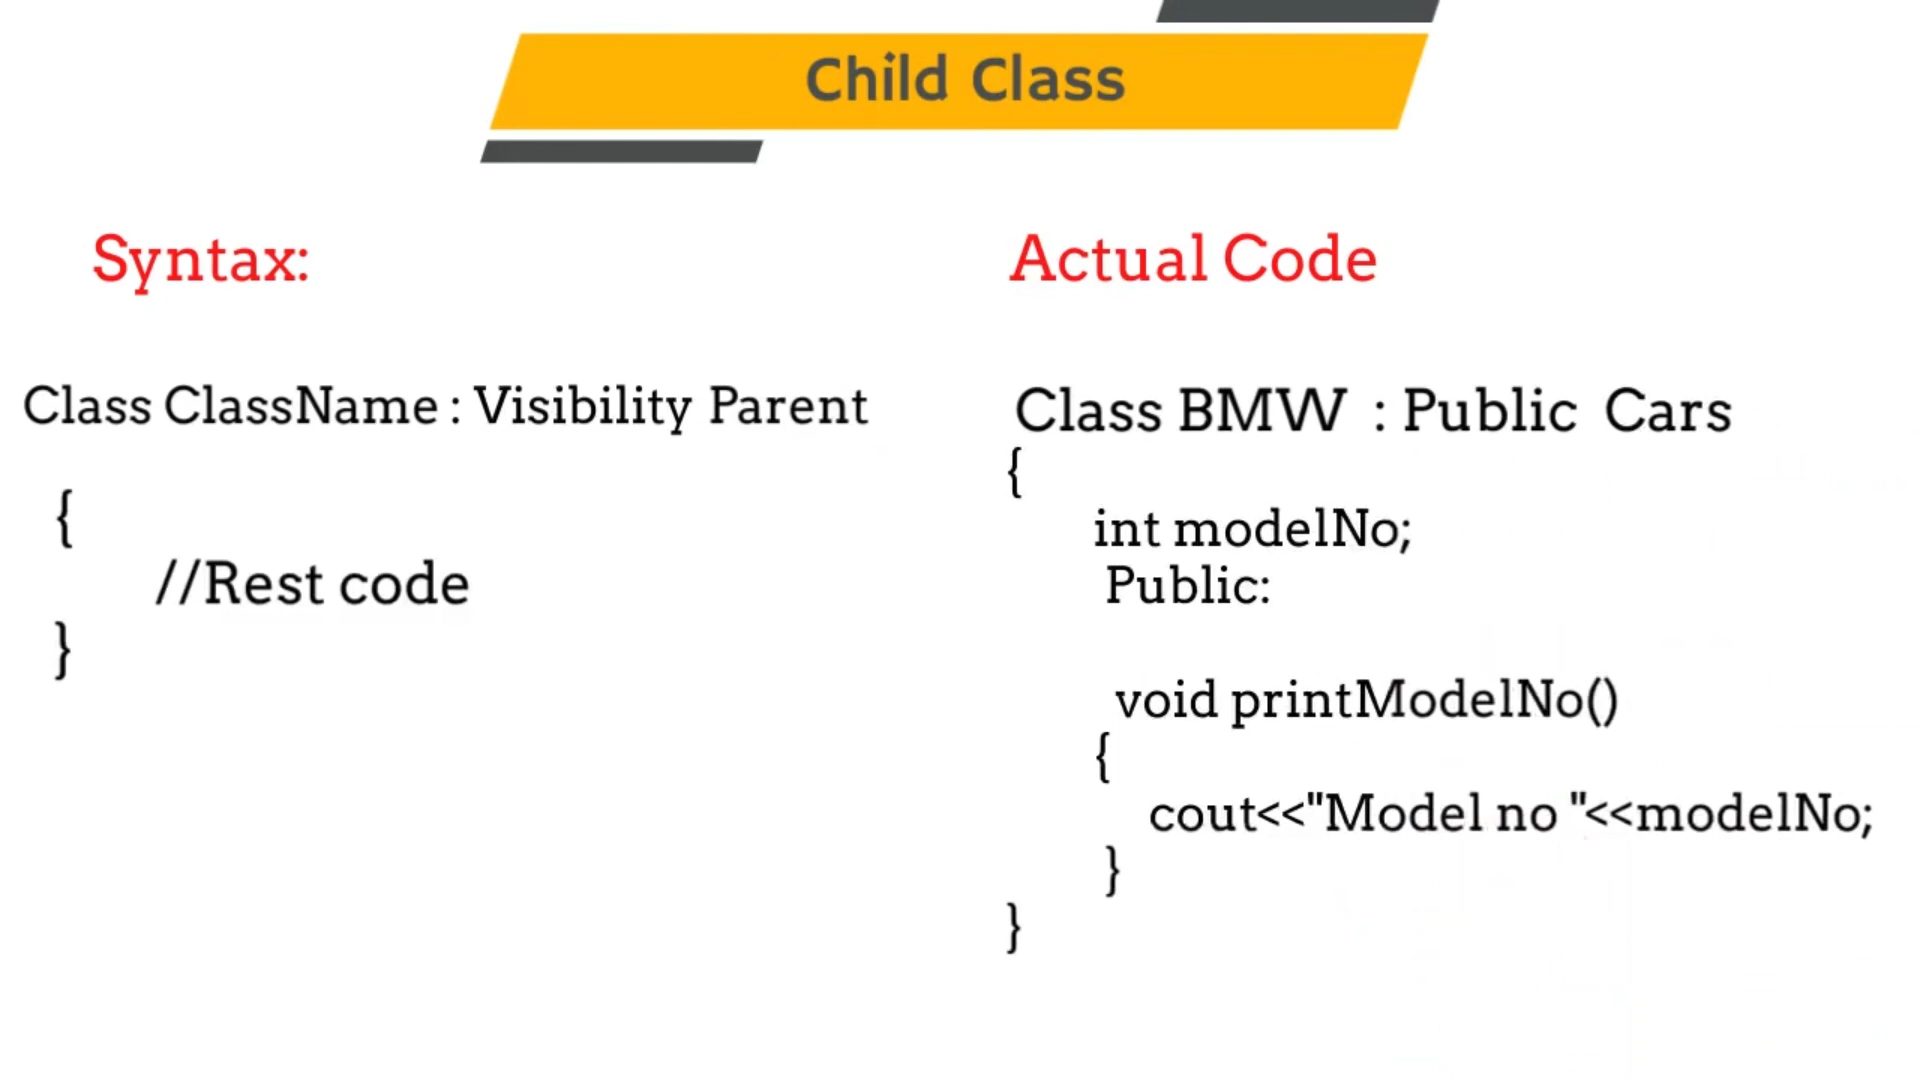 Child Class
Syntax:
Class ClassName : Visibility Parent
{
//Rest code
}
Actual Code
Class BMW : Public Cars
{
int modelNo;
Public:
void printModelNo()
{
cout<<"Model no "<<modelNo;
}
}